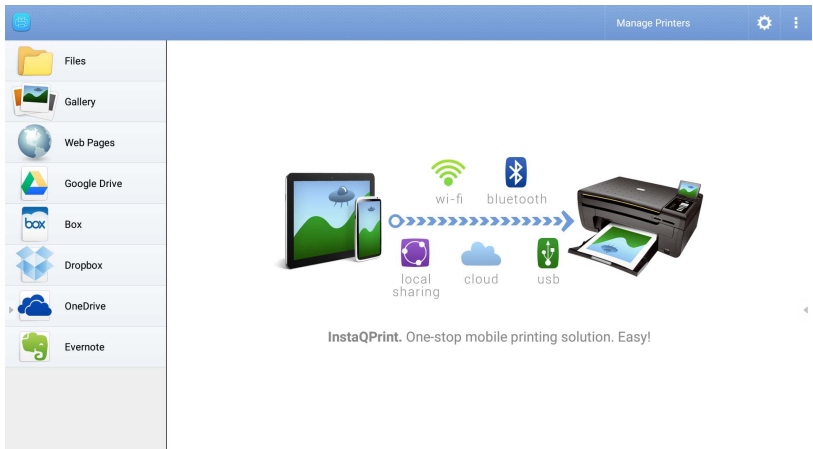 Manage Printers
Files
Gallery
Web Pages
Google Drive
box
Box
Dropbox
OneDrive
Evernote
wi-fi
bluetooth
local
sharing
cloud
usb
InstaQPrint. One-stop mobile printing solution. Easy!